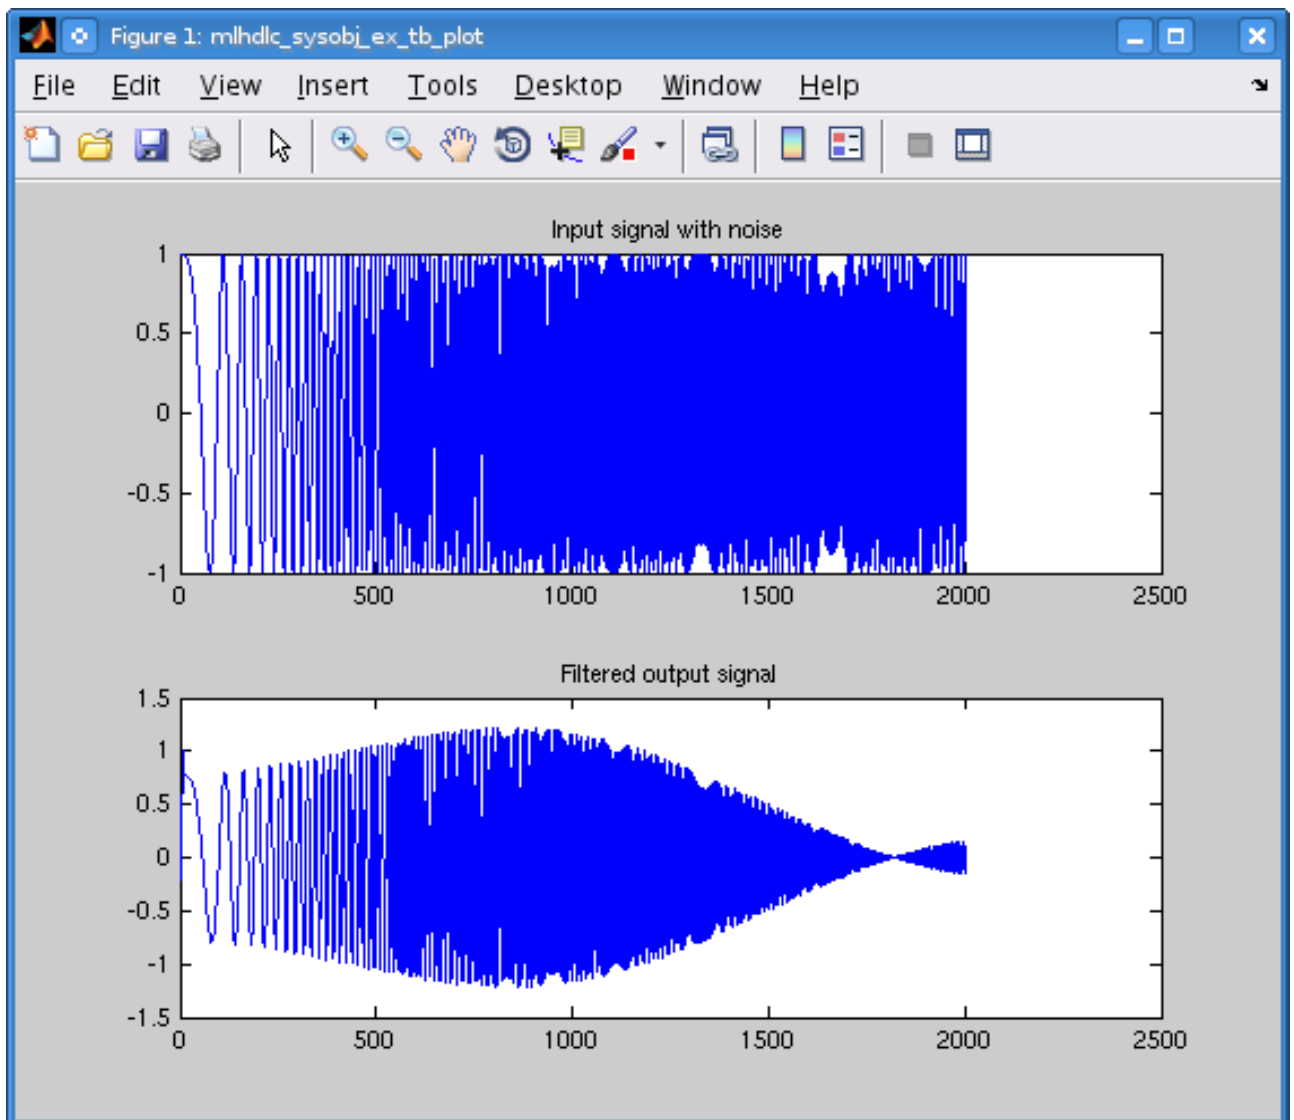 Figure 1: mlhdlc_sysobj_ex_tb_plot
File Edit View Insert Tools Desktop Window Help
Input signal with noise
1
0.5
0
-0.5
-1
0 500 1000 1500 2000 2500
Filtered output signal
1.5
1
0.5
0
-0.5
-1
-1.5
0 500 1000 1500 2000 2500